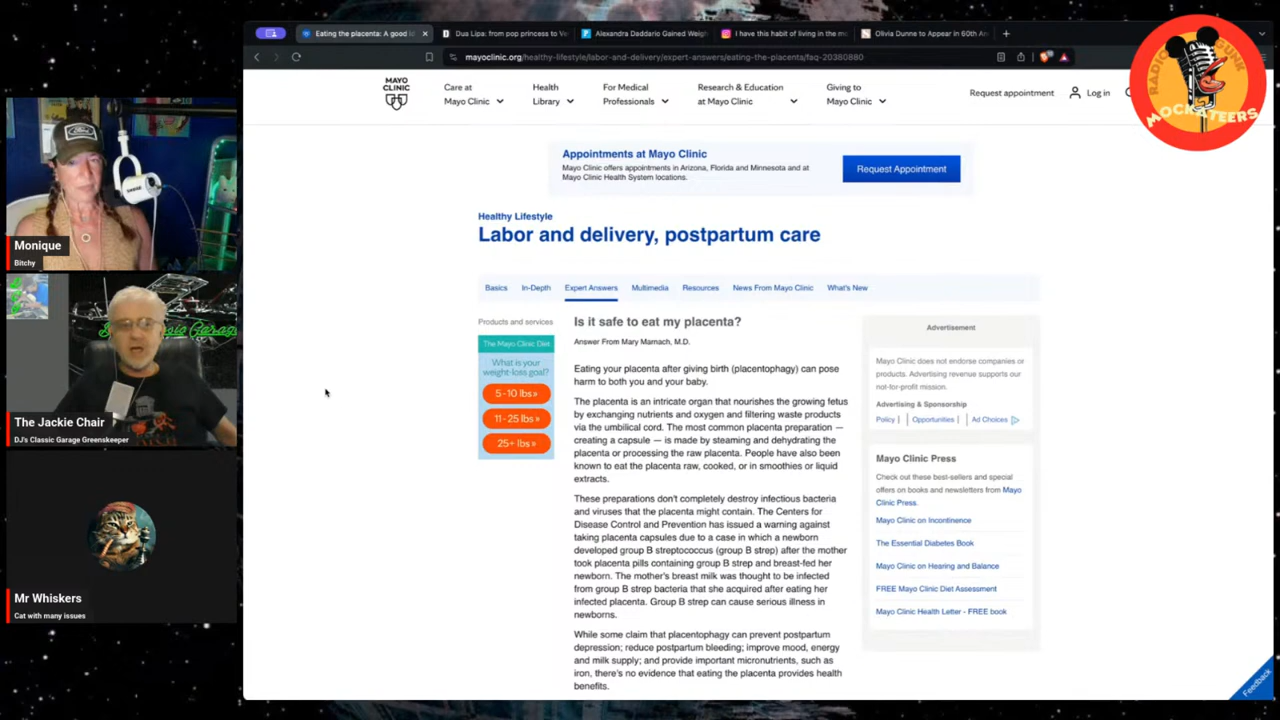 Eating the placenta: A good i
Dua Lipa: from pop princess to Ve
Alexandra Daddario Gained Weigh
I have this habit of living in the m
Olivia Dunne to Appear in 60th An
mayoclinic.org/healthy-lifestyle/labor-and-delivery/expert-answers/eating-the-placenta/faq-20380880
RADIO GUNK
MOCKATEERS
MAYO
CLINIC
Care at
Mayo Clinic
Health
Library
For Medical
Professionals
Research & Education
at Mayo Clinic
Giving to
Mayo Clinic
Request appointment
Log in
Appointments at Mayo Clinic
Mayo Clinic offers appointments in Arizona, Florida and Minnesota and at
Mayo Clinic Health System locations.
Request Appointment
Healthy Lifestyle
Labor and delivery, postpartum care
Basics In-Depth Expert Answers Multimedia Resources News From Mayo Clinic What's New
Products and services
The Mayo Clinic Diet
What is your
weight-loss goal?
5-10 lbs»
11-25 lbs»
25+ lbs»
Is it safe to eat my placenta?
Answer From Mary Marnach, M.D.
Eating your placenta after giving birth (placentophagy) can pose
harm to both you and your baby.
The placenta is an intricate organ that nourishes the growing fetus
by exchanging nutrients and oxygen and filtering waste products
via the umbilical cord. The most common placenta preparation —
creating a capsule — is made by steaming and dehydrating the
placenta or processing the raw placenta. People have also been
known to eat the placenta raw, cooked, or in smoothies or liquid
extracts.
These preparations don't completely destroy infectious bacteria
and viruses that the placenta might contain. The Centers for
Disease Control and Prevention has issued a warning against
taking placenta capsules due to a case in which a newborn
developed group B streptococcus (group B strep) after the mother
took placenta pills containing group B strep and breast-fed her
newborn. The mother's breast milk was thought to be infected
from group B strep bacteria that she acquired after eating her
infected placenta. Group B strep can cause serious illness in
newborns.
While some claim that placentophagy can prevent postpartum
depression; reduce postpartum bleeding; improve mood, energy
and milk supply; and provide important micronutrients, such as
iron, there's no evidence that eating the placenta provides health
benefits.
Advertisement
Mayo Clinic does not endorse companies or
products. Advertising revenue supports our
not-for-profit mission.
Advertising & Sponsorship
Policy | Opportunities | Ad Choices
Mayo Clinic Press
Check out these best-sellers and special
offers on books and newsletters from Mayo
Clinic Press.
Mayo Clinic on Incontinence
The Essential Diabetes Book
Mayo Clinic on Hearing and Balance
FREE Mayo Clinic Diet Assessment
Mayo Clinic Health Letter - FREE book
Feedback
SHURE
Monique
Bitchy
Garage
The Jackie Chair
DJ's Classic Garage Greenskeeper
Mr Whiskers
Cat with many issues